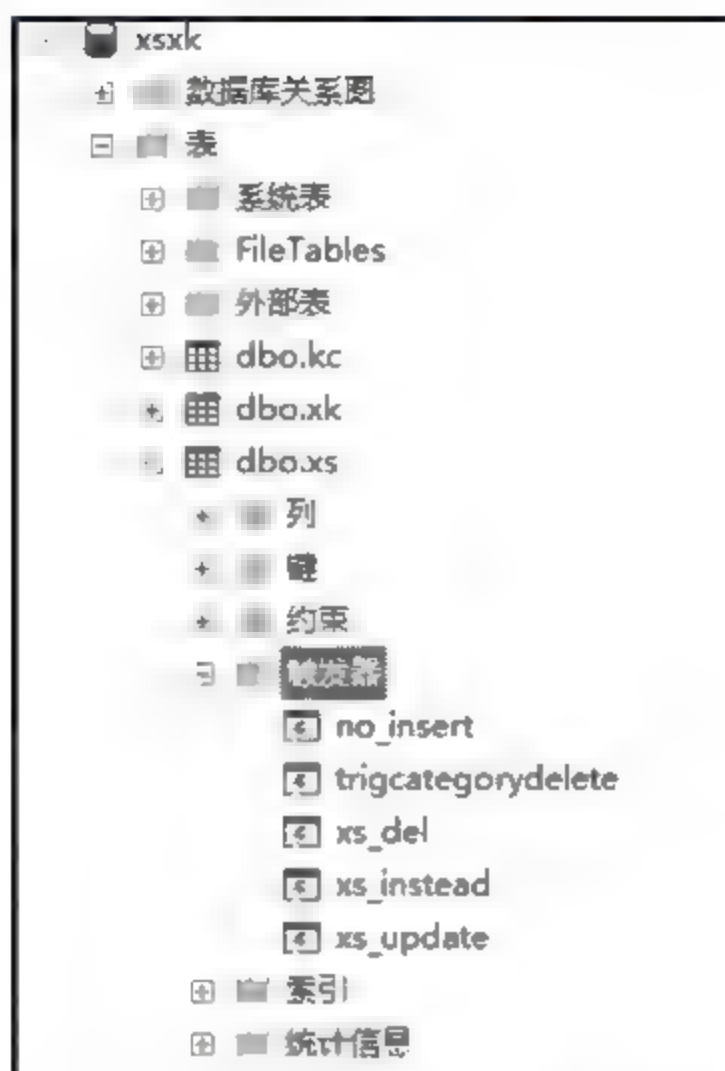 xsxk
数据库关系图
表
系统表
FileTables
外部表
dbo.kc
dbo.xk
dbo.xs
列
键
约束
触发器
no_insert
trigcategorydelete
xs_del
xs_instead
xs_update
索引
统计信息